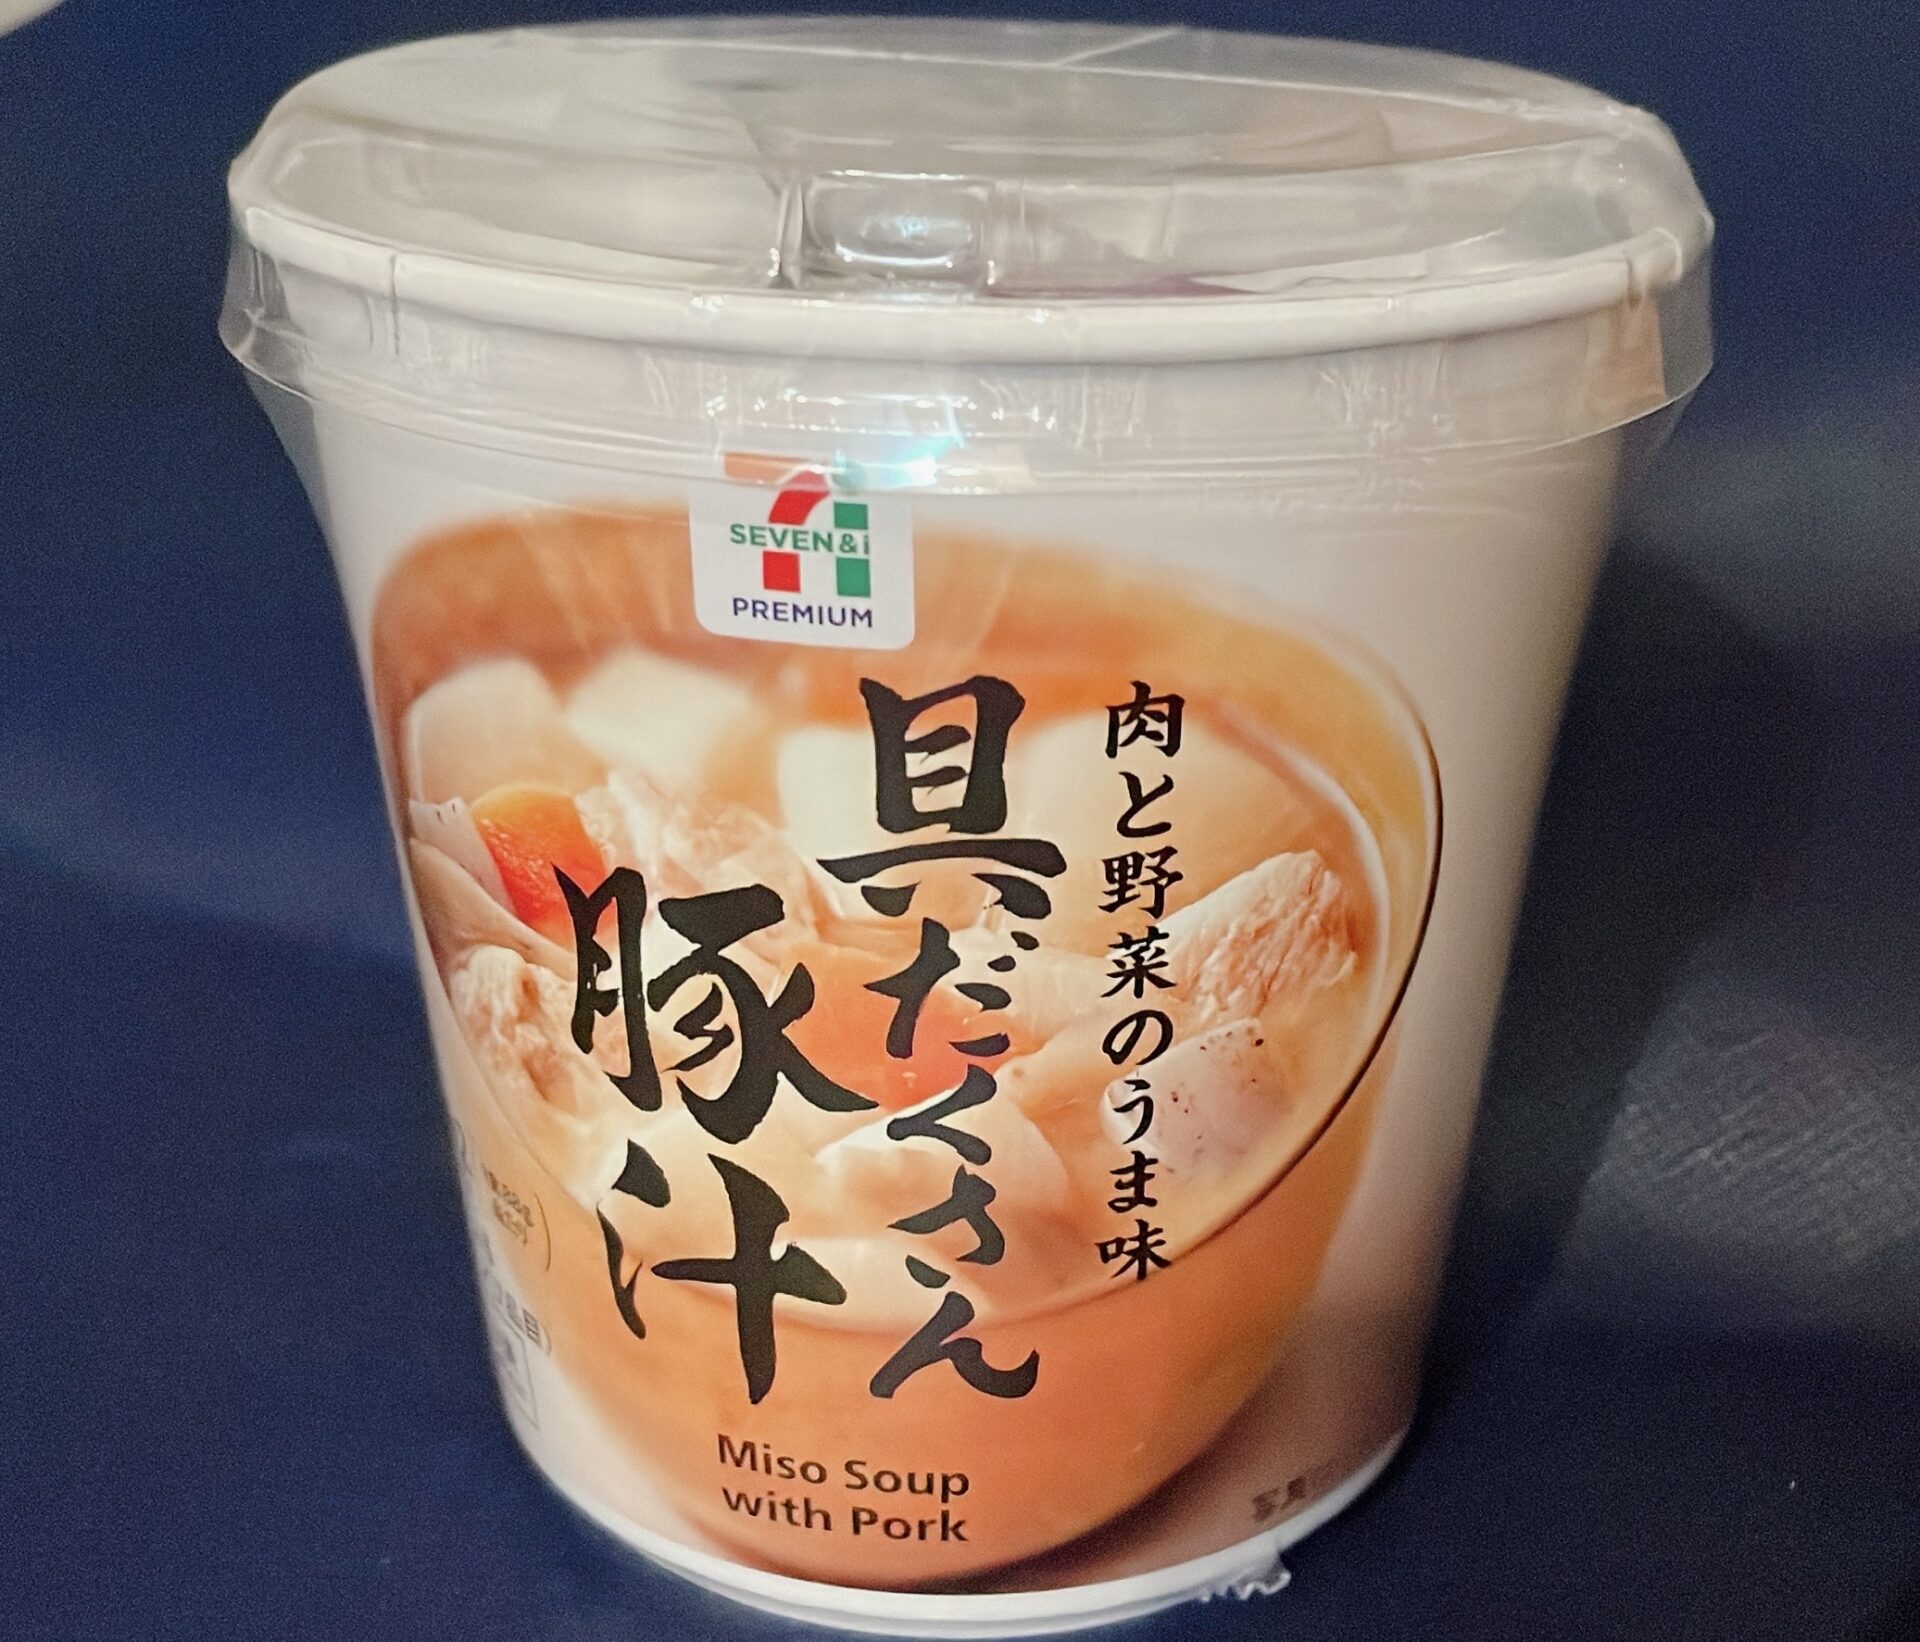 SEVEN&i
PREMIUM
肉と野菜のうま味
具だくさん
豚汁
Miso Soup
with Pork